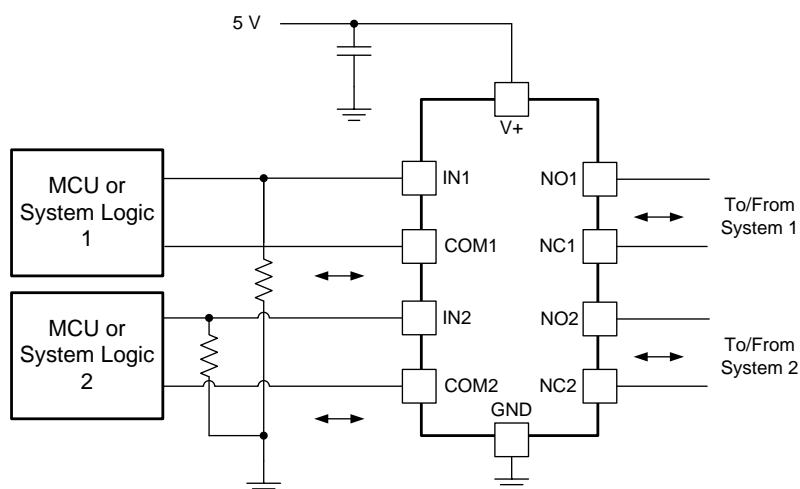 5 V
V+
MCU or
System Logic
1
IN1
COM1
NO1
NC1
To/From
System 1
MCU or
System Logic
2
IN2
COM2
NO2
NC2
To/From
System 2
GND